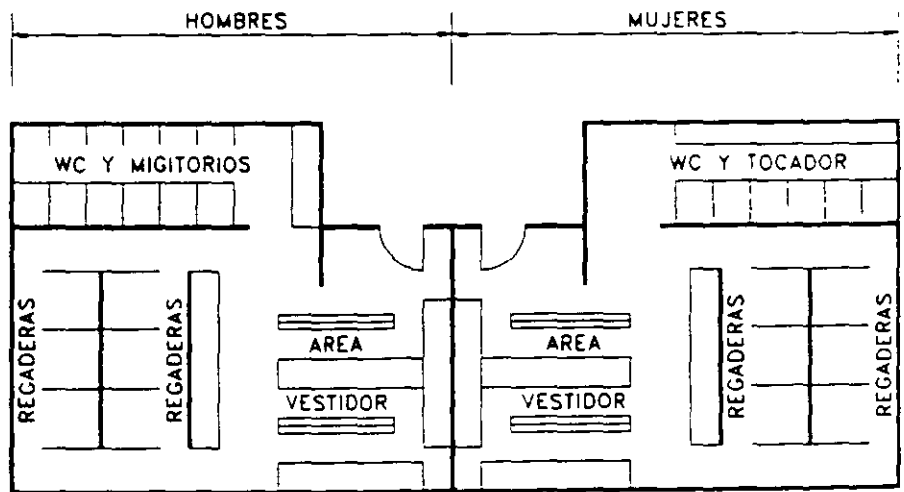 HOMBRES
MUJERES
WC Y MIGITORIOS
WC Y TOCADOR
REGADERAS
REGADERAS
AREA
VESTIDOR
AREA
VESTIDOR
REGADERAS
REGADERAS